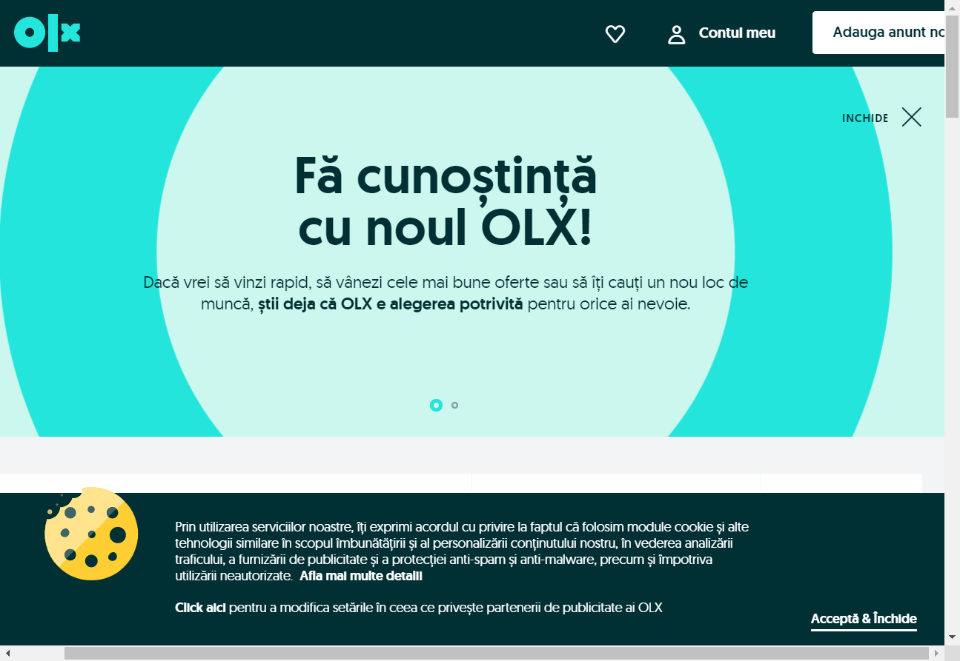 olx
Contul meu
Adauga anunt no
INCHIDE
Fă cunoștință
cu noul OLX!
Dacă vrei să vinzi rapid, să vânezi cele mai bune oferte sau să îți cauți un nou loc de
muncă, știi deja că OLX e alegerea potrivită pentru orice ai nevoie.
Prin utilizarea serviciilor noastre, îți exprimi acordul cu privire la faptul că folosim module cookie și alte
tehnologii similare în scopul îmbunătățirii și al personalizării conținutului nostru, în vederea analizării
traficului, a furnizării de publicitate și a protecției anti-spam și anti-malware, precum și împotriva
utilizării neautorizate. Afla mai multe detalii
Click aici pentru a modifica setările în ceea ce privește partenerii de publicitate ai OLX
Acceptă & Închide